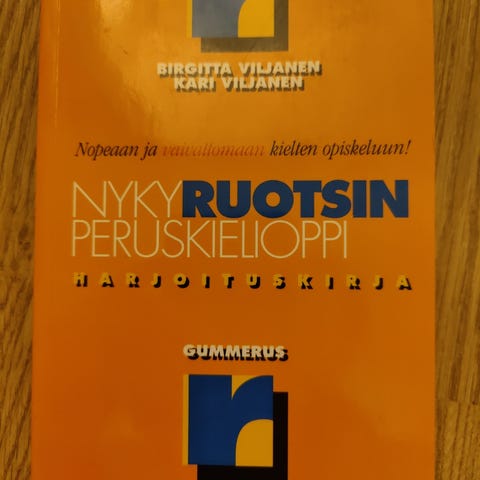 BIRGITTA VILJANEN
KARI VILJANEN
Nopeaan ja vaivattomaan kielten opiskeluun!
NYKYRUOTSIN
PERUSKIELIOPPI
HARJOITUSKIRJA
GUMMERUS
r